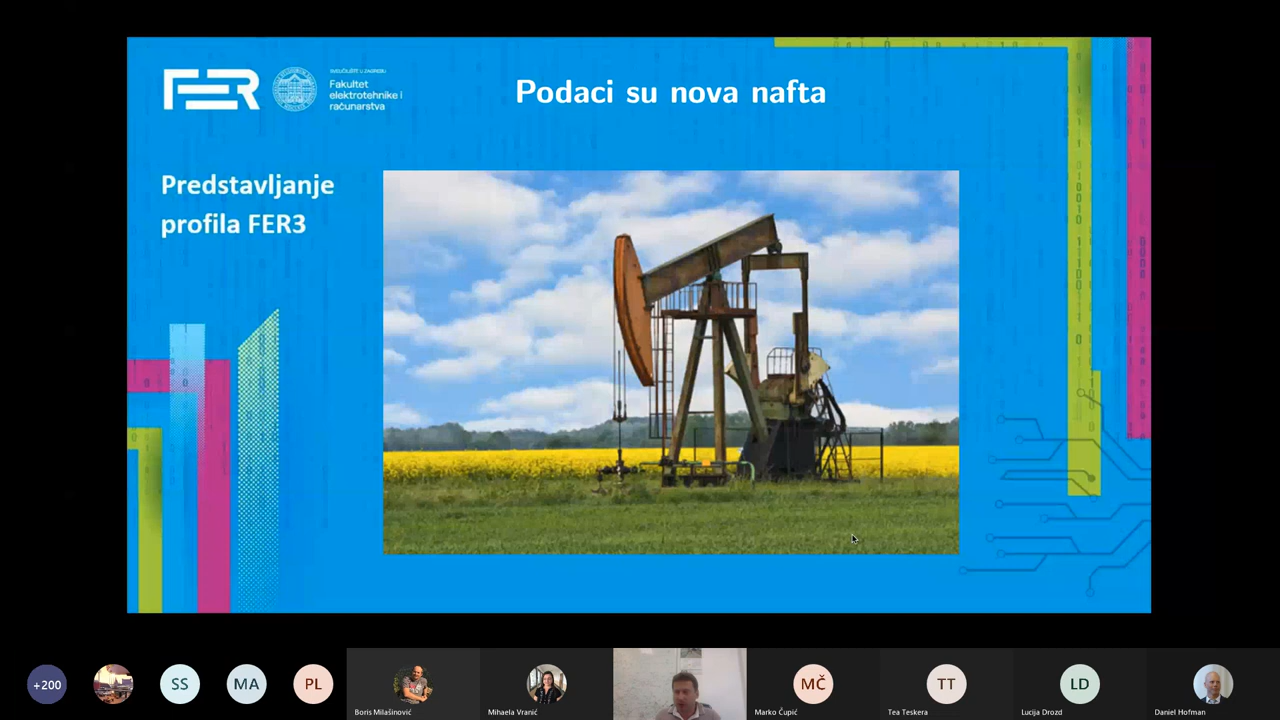 FER
SVEUČILIŠTE U ZAGREBU
Fakultet
elektrotehnike i
računarstva
Podaci su nova nafta
Predstavljanje
profila FER3
+200
SS
MA
PL
MČ
TT
LD
Boris Milašinović
Mihaela Vranić
Marko Čupić
Tea Teskera
Lucija Drozd
Daniel Hofman